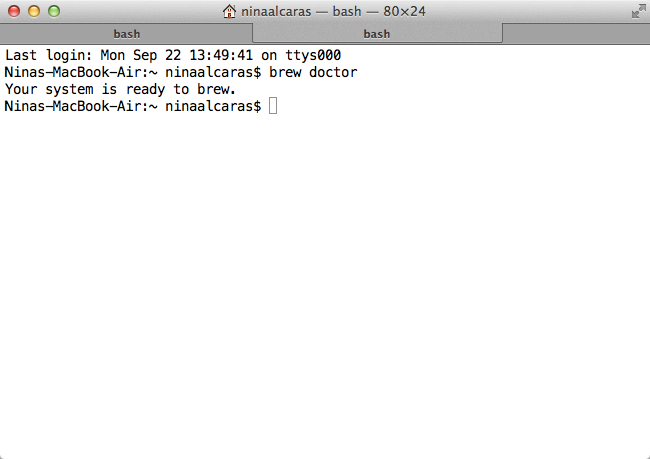 ninaalcaras — bash — 80×24
bash
bash
Last login: Mon Sep 22 13:49:41 on ttys000
Ninas-MacBook-Air:~ ninaalcaras$ brew doctor
Your system is ready to brew.
Ninas-MacBook-Air:~ ninaalcaras$